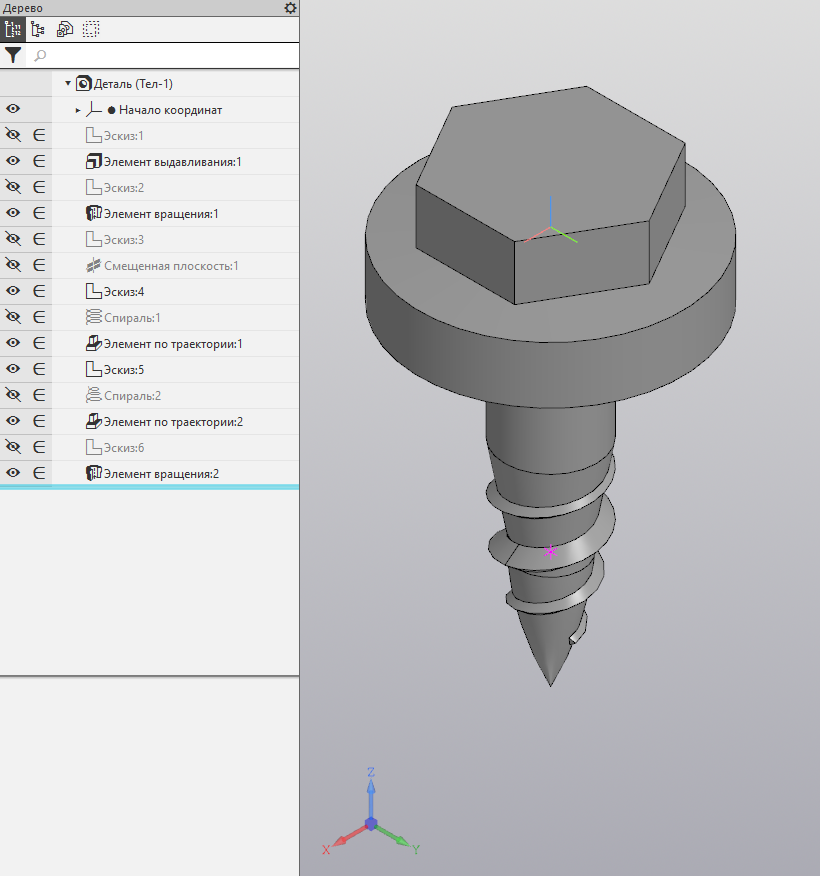 Дерево
Деталь (Тел-1)
Начало координат
Эскиз:1
Элемент выдавливания:1
Эскиз:2
Элемент вращения:1
Эскиз:3
Смещенная плоскость:1
Эскиз:4
Спираль:1
Элемент по траектории:1
Эскиз:5
Спираль:2
Элемент по траектории:2
Эскиз:6
Элемент вращения:2
Z
X
Y